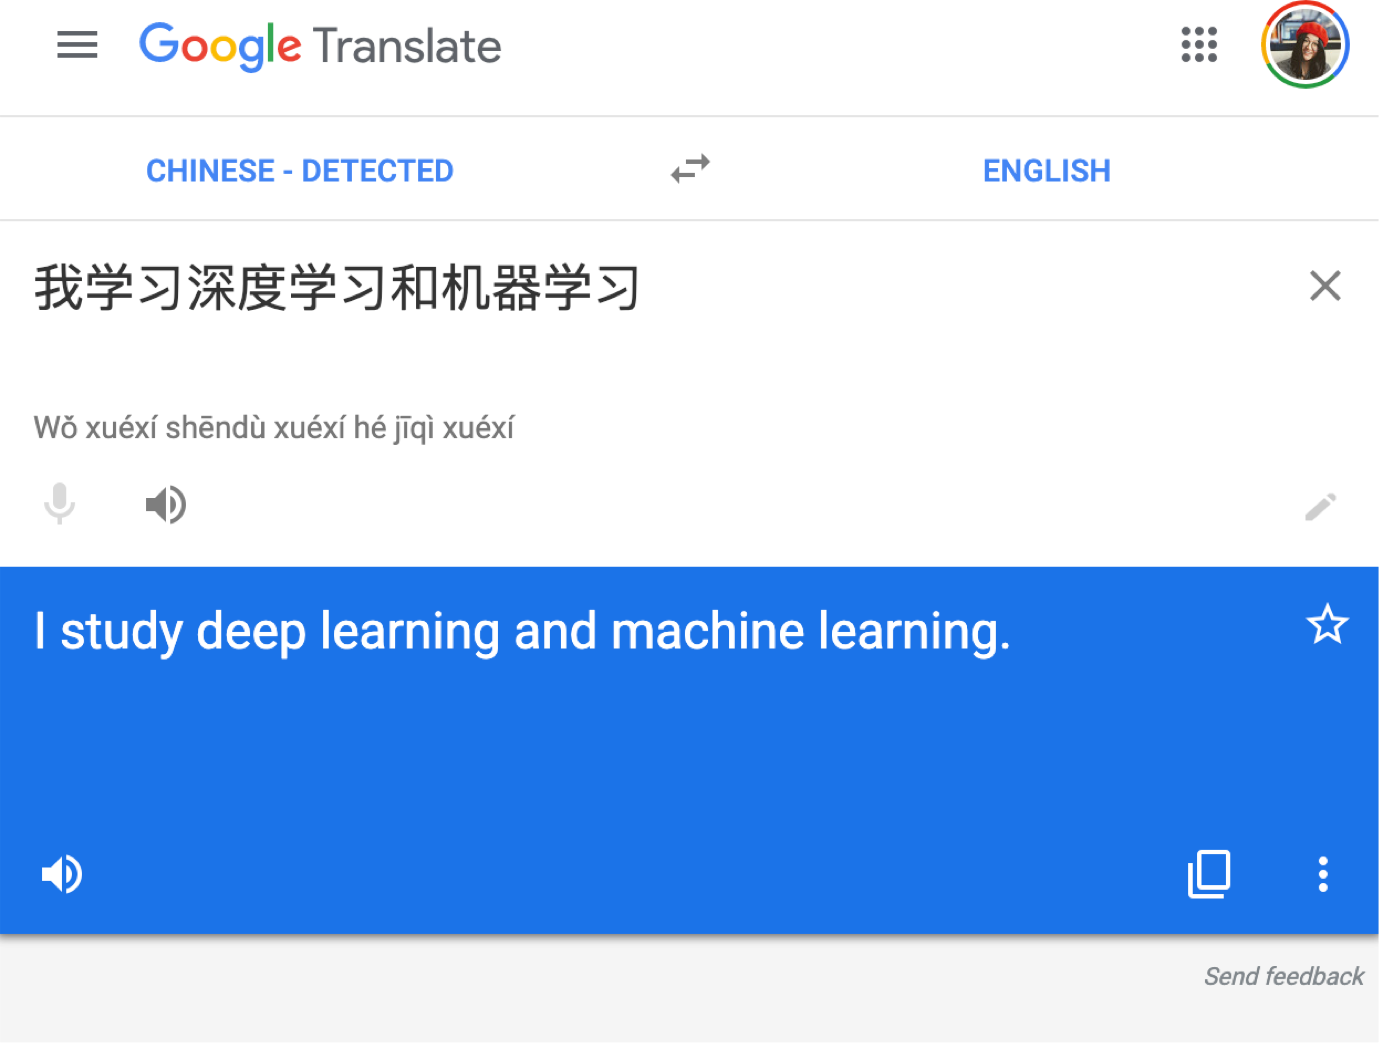 Google Translate
CHINESE - DETECTED
ENGLISH
我学习深度学习和机器学习
Wǒ xuéxí shēndù xuéxí hé jīqì xuéxí
I study deep learning and machine learning.
Send feedback